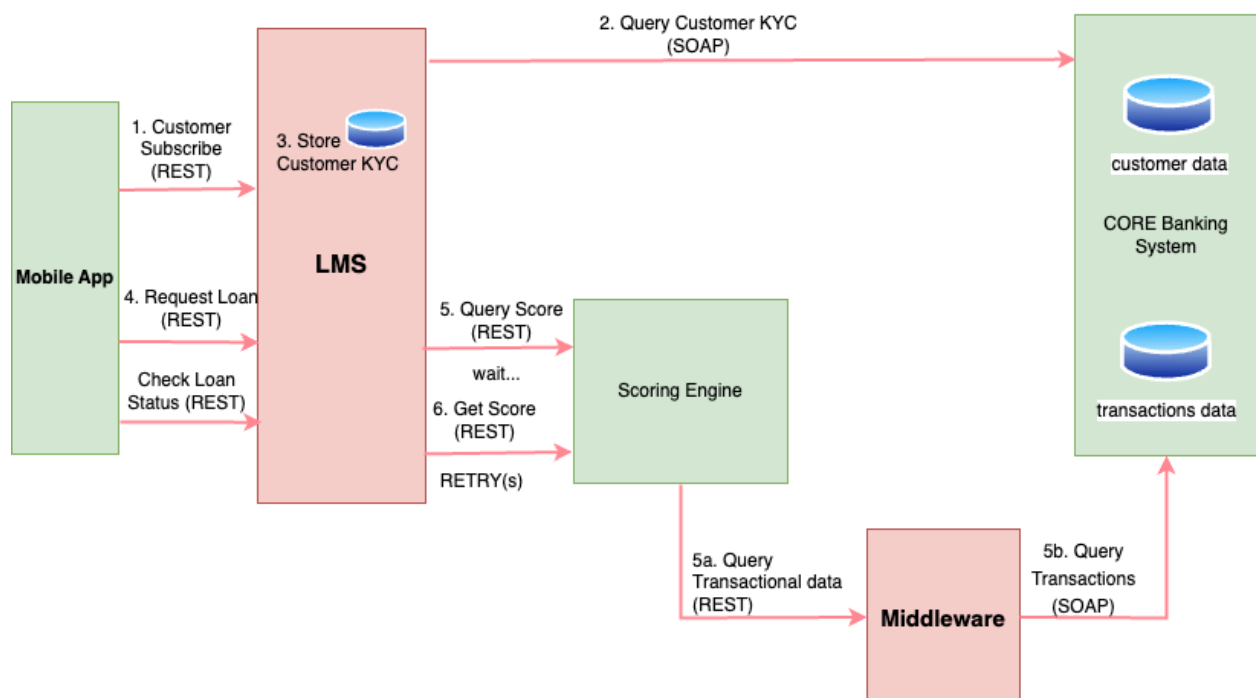 2. Query Customer KYC
(SOAP)
1. Customer
Subscribe
(REST)
3. Store
Customer KYC
customer data
CORE Banking
System
LMS
Mobile App
4. Request Loan
(REST)
5. Query Score
(REST)
wait...
Check Loan
Status (REST)
6. Get Score
(REST)
RETRY(s)
Scoring Engine
transactions data
5a. Query
Transactional data
(REST)
Middleware
5b. Query
Transactions
(SOAP)